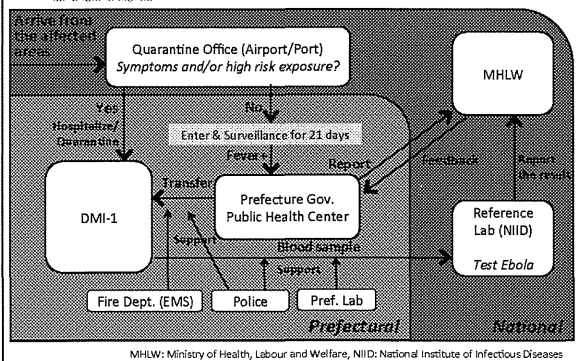 Arrive from
the affected
areas
Quarantine Office (Airport/Port)
Symptoms and/or high risk exposure?
MHLW
Yes
Hospitalize/
Quarantine
No
Enter & Surveillance for 21 days
Fever+
Report
Feedback
Report
the result
DMI-1
Transfer
Prefecture Gov.
Public Health Center
Reference
Lab (NIID)
Test Ebola
Support
Blood sample
Support
Fire Dept. (EMS)
Police
Pref. Lab
Prefectural
National
MHLW: Ministry of Health, Labour and Welfare, NIID: National Institute of Infectious Diseases